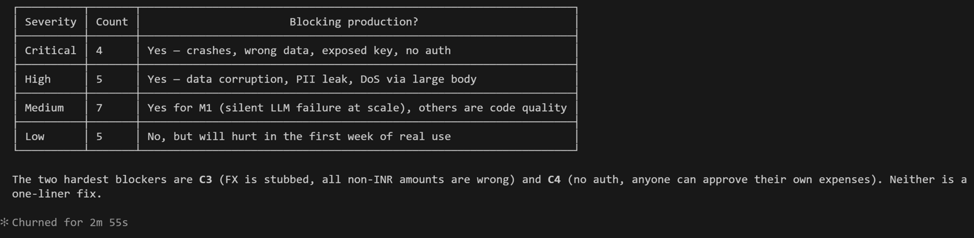 Severity Count Blocking production?
Critical 4 Yes — crashes, wrong data, exposed key, no auth
High 5 Yes — data corruption, PII leak, DoS via large body
Medium 7 Yes for M1 (silent LLM failure at scale), others are code quality
Low 5 No, but will hurt in the first week of real use
The two hardest blockers are C3 (FX is stubbed, all non-INR amounts are wrong) and C4 (no auth, anyone can approve their own expenses). Neither is a
one-liner fix.
✻ Churned for 2m 55s